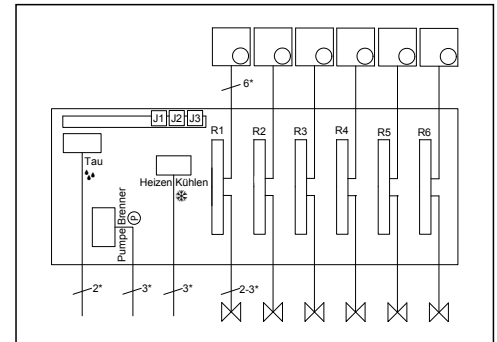 6*
J1 J2 J3
R1 R2 R3 R4 R5 R6
Tau
Heizen Kühlen
Pumpe Brenner
P
2* 3* 3* 2-3*